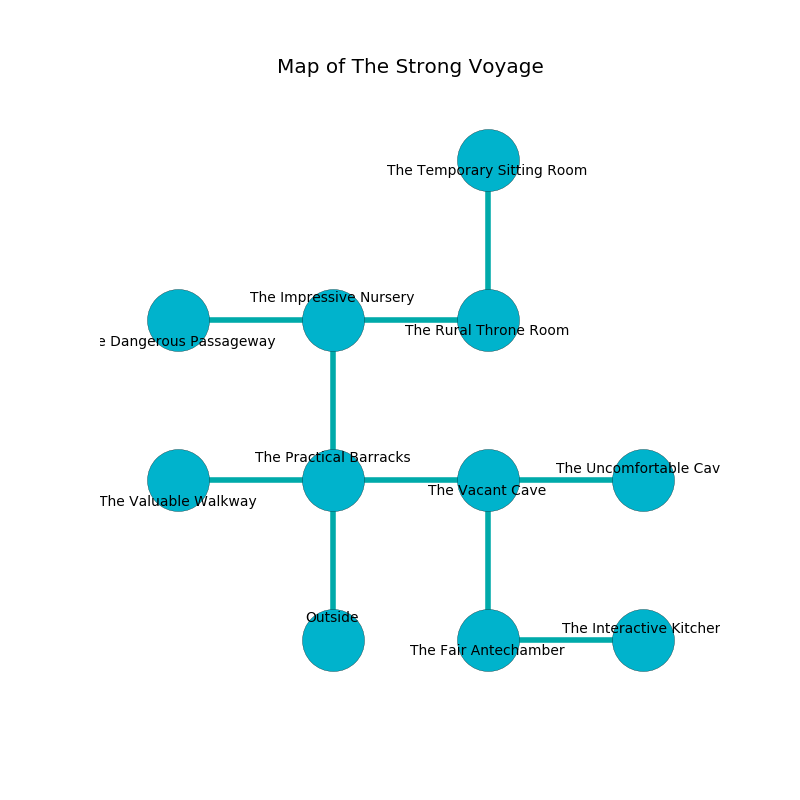 Map of The Strong Voyage
The Temporary Sitting Room
The Impressive Nursery
The Rural Throne Room
e Dangerous Passageway
The Practical Barracks
The Uncomfortable Cav
The Vacant Cave
The Valuable Walkway
Outside
The Interactive Kitchen
The Fair Antechamber